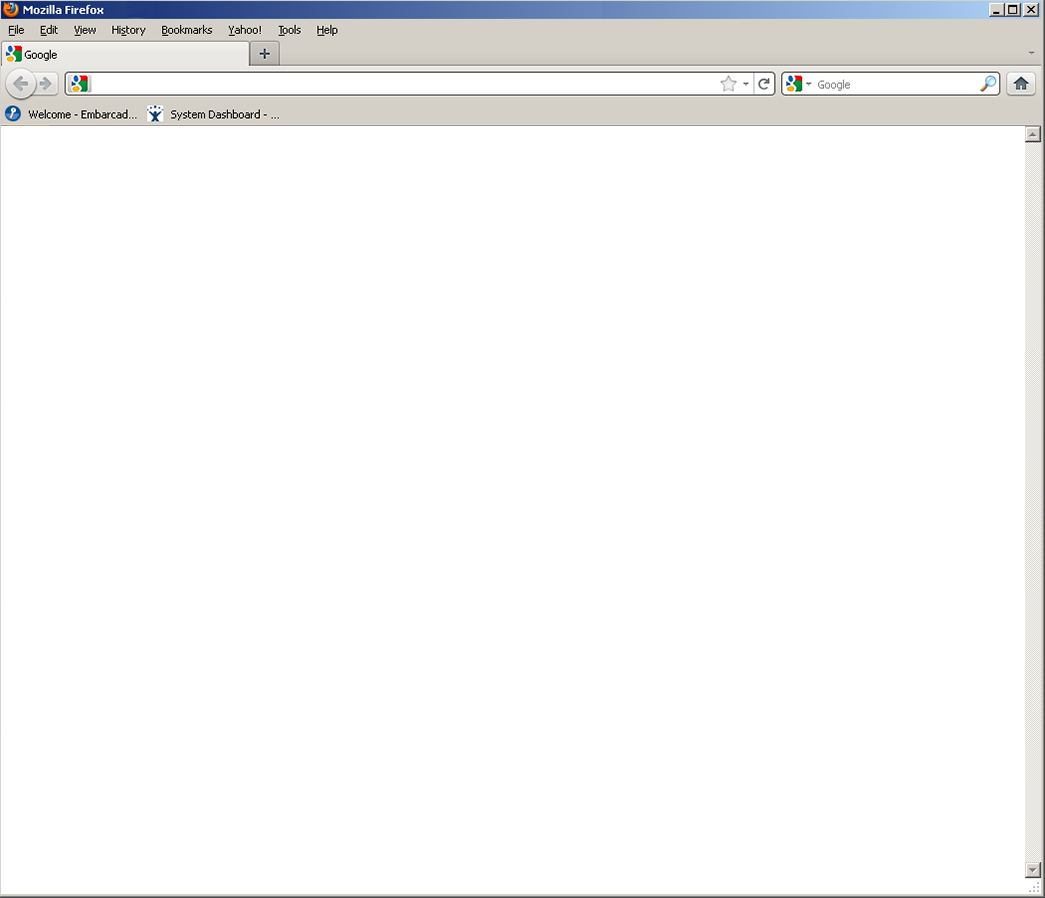 Mozilla Firefox
File Edit View History Bookmarks Yahoo! Tools Help
Google
Google
Welcome - Embarcad... System Dashboard - ...